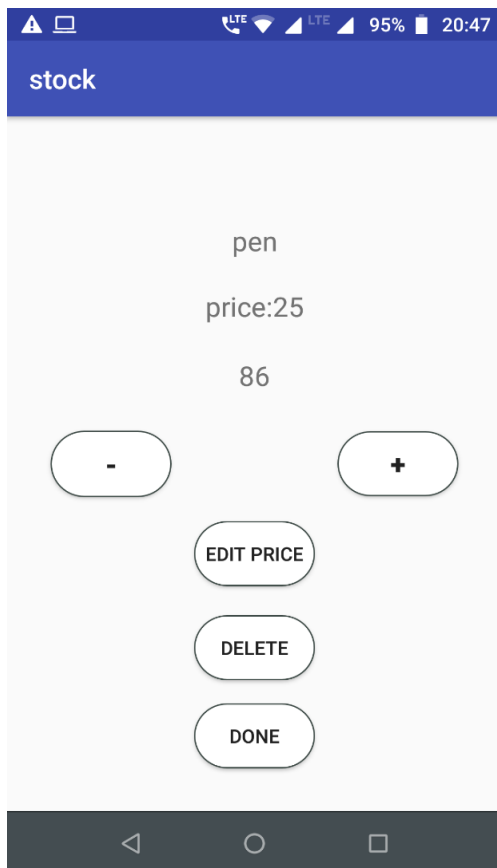 LTE LTE 95% 20:47
stock
pen
price:25
86
- +
EDIT PRICE
DELETE
DONE